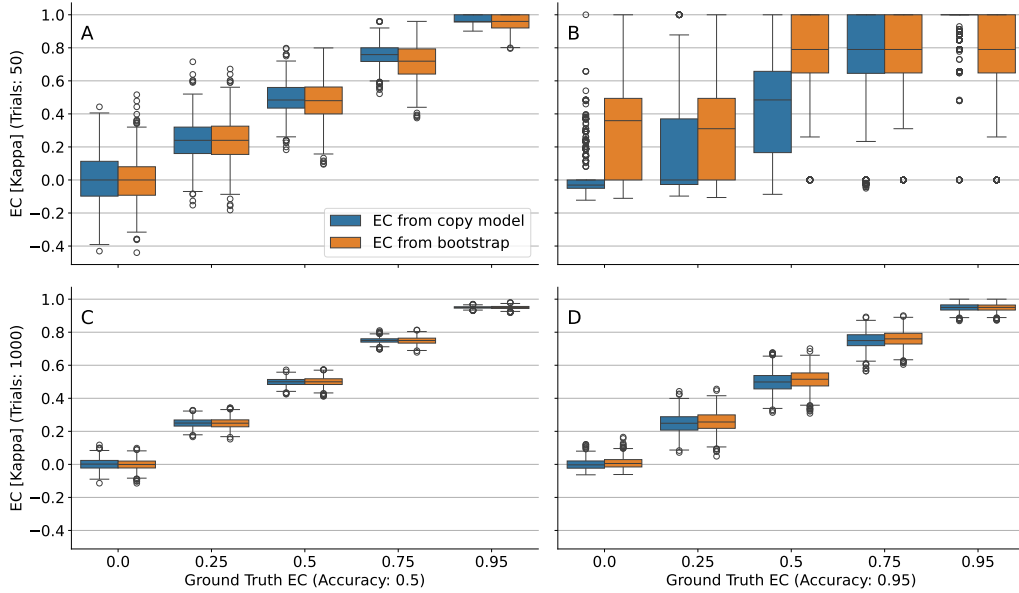 A
B
1.0
0.8
0.6
0.4
0.2
0.0
−0.2
−0.4
EC [Kappa] (Trials: 50)
EC from copy model
EC from bootstrap
C
D
1.0
0.8
0.6
0.4
0.2
0.0
−0.2
−0.4
EC [Kappa] (Trials: 1000)
0.0 0.25 0.5 0.75 0.95
Ground Truth EC (Accuracy: 0.5)
0.0 0.25 0.5 0.75 0.95
Ground Truth EC (Accuracy: 0.95)